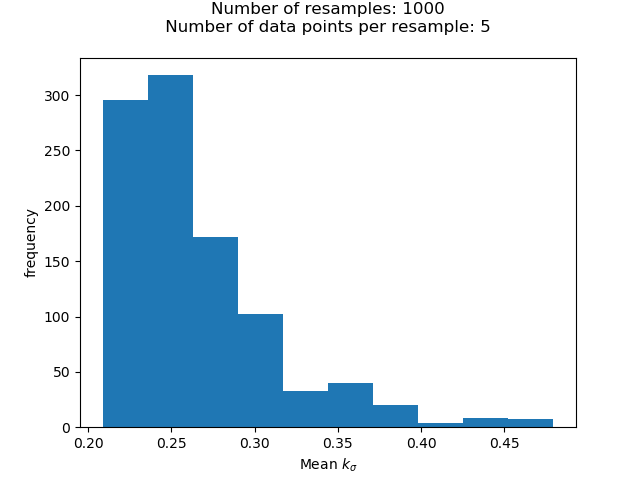 Number of resamples: 1000
Number of data points per resample: 5
300
250
200
150
100
50
0
frequency
0.20 0.25 0.30 0.35 0.40 0.45
Mean kσ